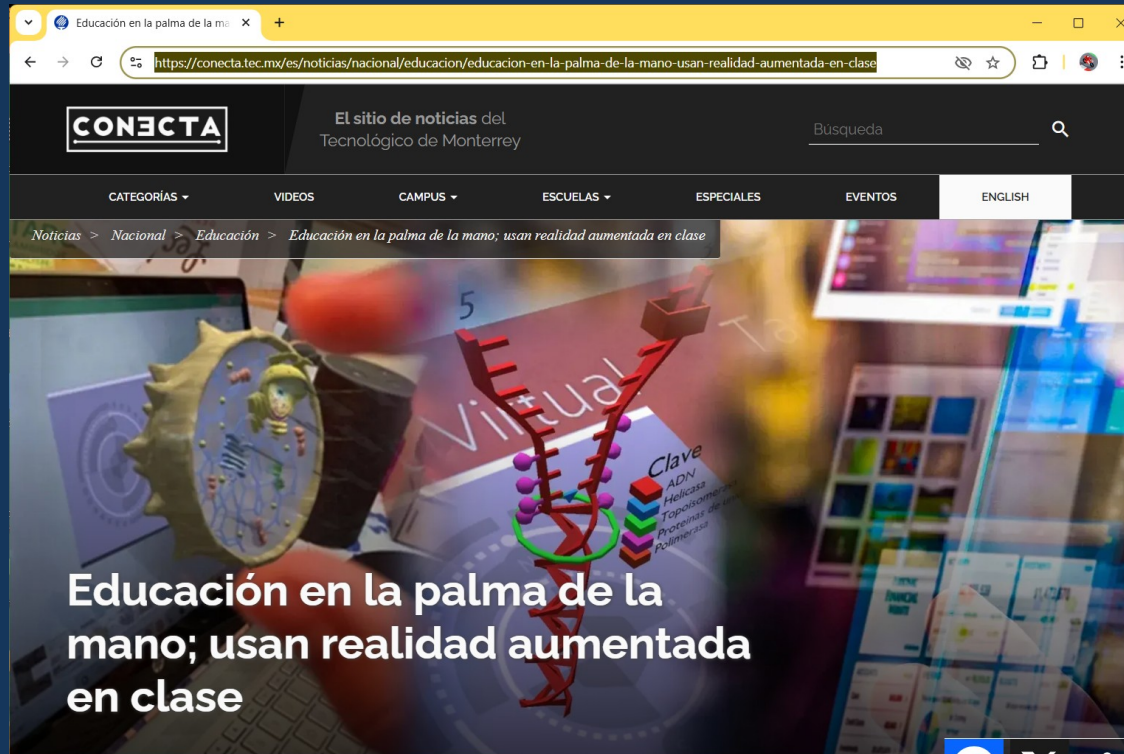 Educación en la palma de la ma
https://conecta.tec.mx/es/noticias/nacional/educacion/educacion-en-la-palma-de-la-mano-usan-realidad-aumentada-en-clase
CONECTA
El sitio de noticias del
Tecnológico de Monterrey
Búsqueda
CATEGORÍAS VIDEOS CAMPUS ESCUELAS ESPECIALES EVENTOS ENGLISH
Noticias > Nacional > Educación > Educación en la palma de la mano; usan realidad aumentada en clase
5
Virtual
Clave
ADN
Helicasa
Topoisomerasa
Proteínas de
Polimerasa
Educación en la palma de la
mano; usan realidad aumentada
en clase